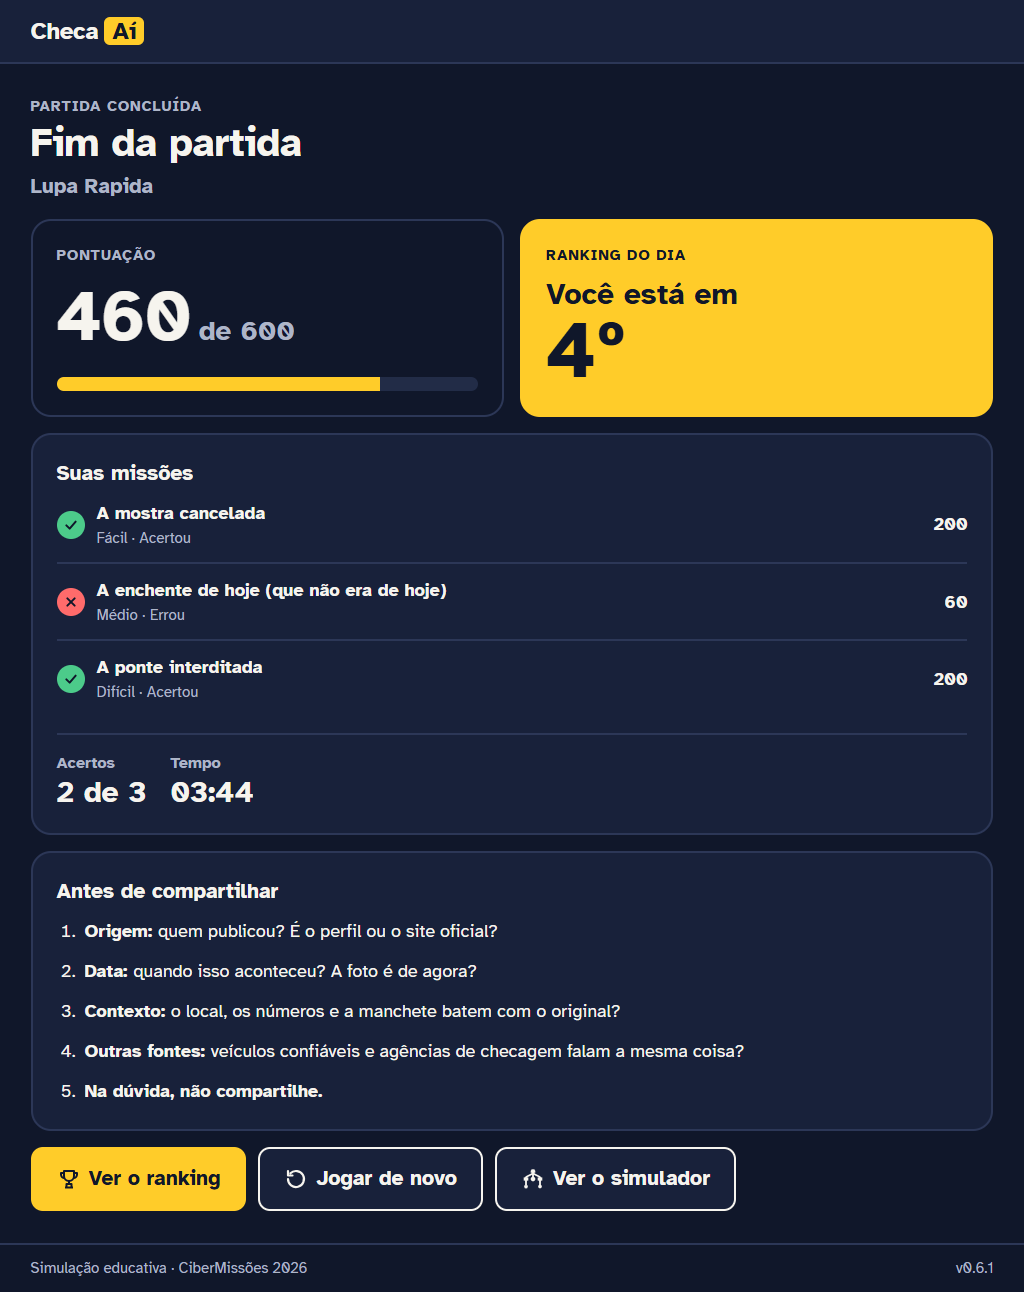 Checa Aí
PARTIDA CONCLUÍDA
Fim da partida
Lupa Rapida
PONTUAÇÃO
460 de 600
RANKING DO DIA
Você está em
4º
Suas missões
A mostra cancelada
Fácil · Acertou
200
A enchente de hoje (que não era de hoje)
Médio · Errou
60
A ponte interditada
Difícil · Acertou
200
Acertos
2 de 3
Tempo
03:44
Antes de compartilhar
1. Origem: quem publicou? É o perfil ou o site oficial?
2. Data: quando isso aconteceu? A foto é de agora?
3. Contexto: o local, os números e a manchete batem com o original?
4. Outras fontes: veículos confiáveis e agências de checagem falam a mesma coisa?
5. Na dúvida, não compartilhe.
Ver o ranking
Jogar de novo
Ver o simulador
Simulação educativa · CiberMissões 2026
v0.6.1